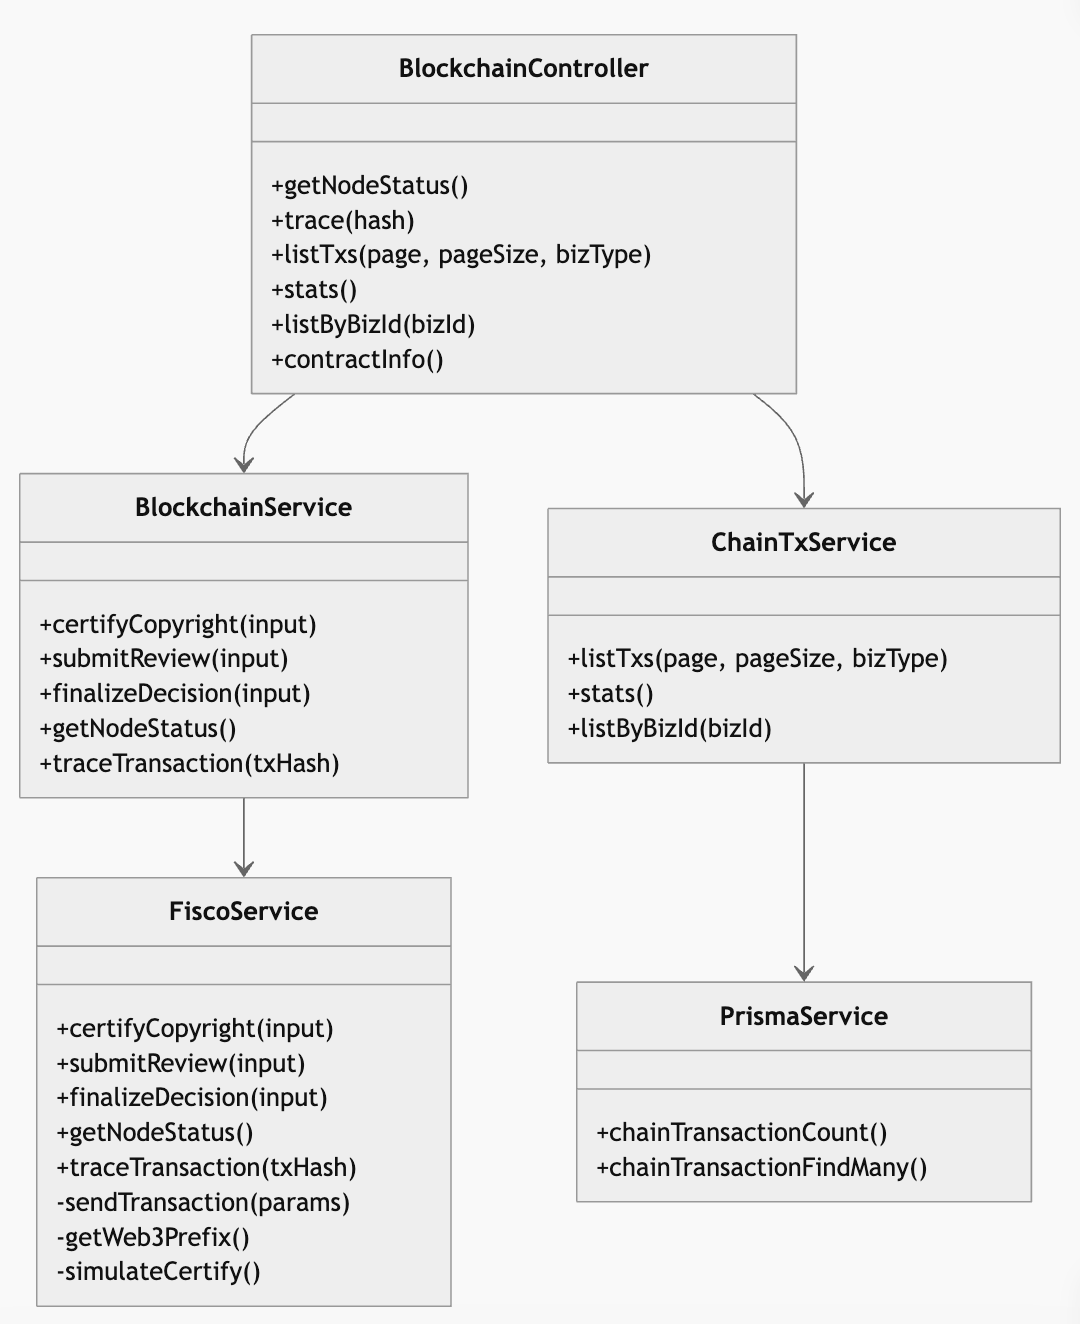 BlockchainController
+getNodeStatus()
+trace(hash)
+listTxs(page, pageSize, bizType)
+stats()
+listByBizId(bizId)
+contractInfo()
BlockchainService
+certifyCopyright(input)
+submitReview(input)
+finalizeDecision(input)
+getNodeStatus()
+traceTransaction(txHash)
ChainTxService
+listTxs(page, pageSize, bizType)
+stats()
+listByBizId(bizId)
FiscoService
+certifyCopyright(input)
+submitReview(input)
+finalizeDecision(input)
+getNodeStatus()
+traceTransaction(txHash)
-sendTransaction(params)
-getWeb3Prefix()
-simulateCertify()
PrismaService
+chainTransactionCount()
+chainTransactionFindMany()